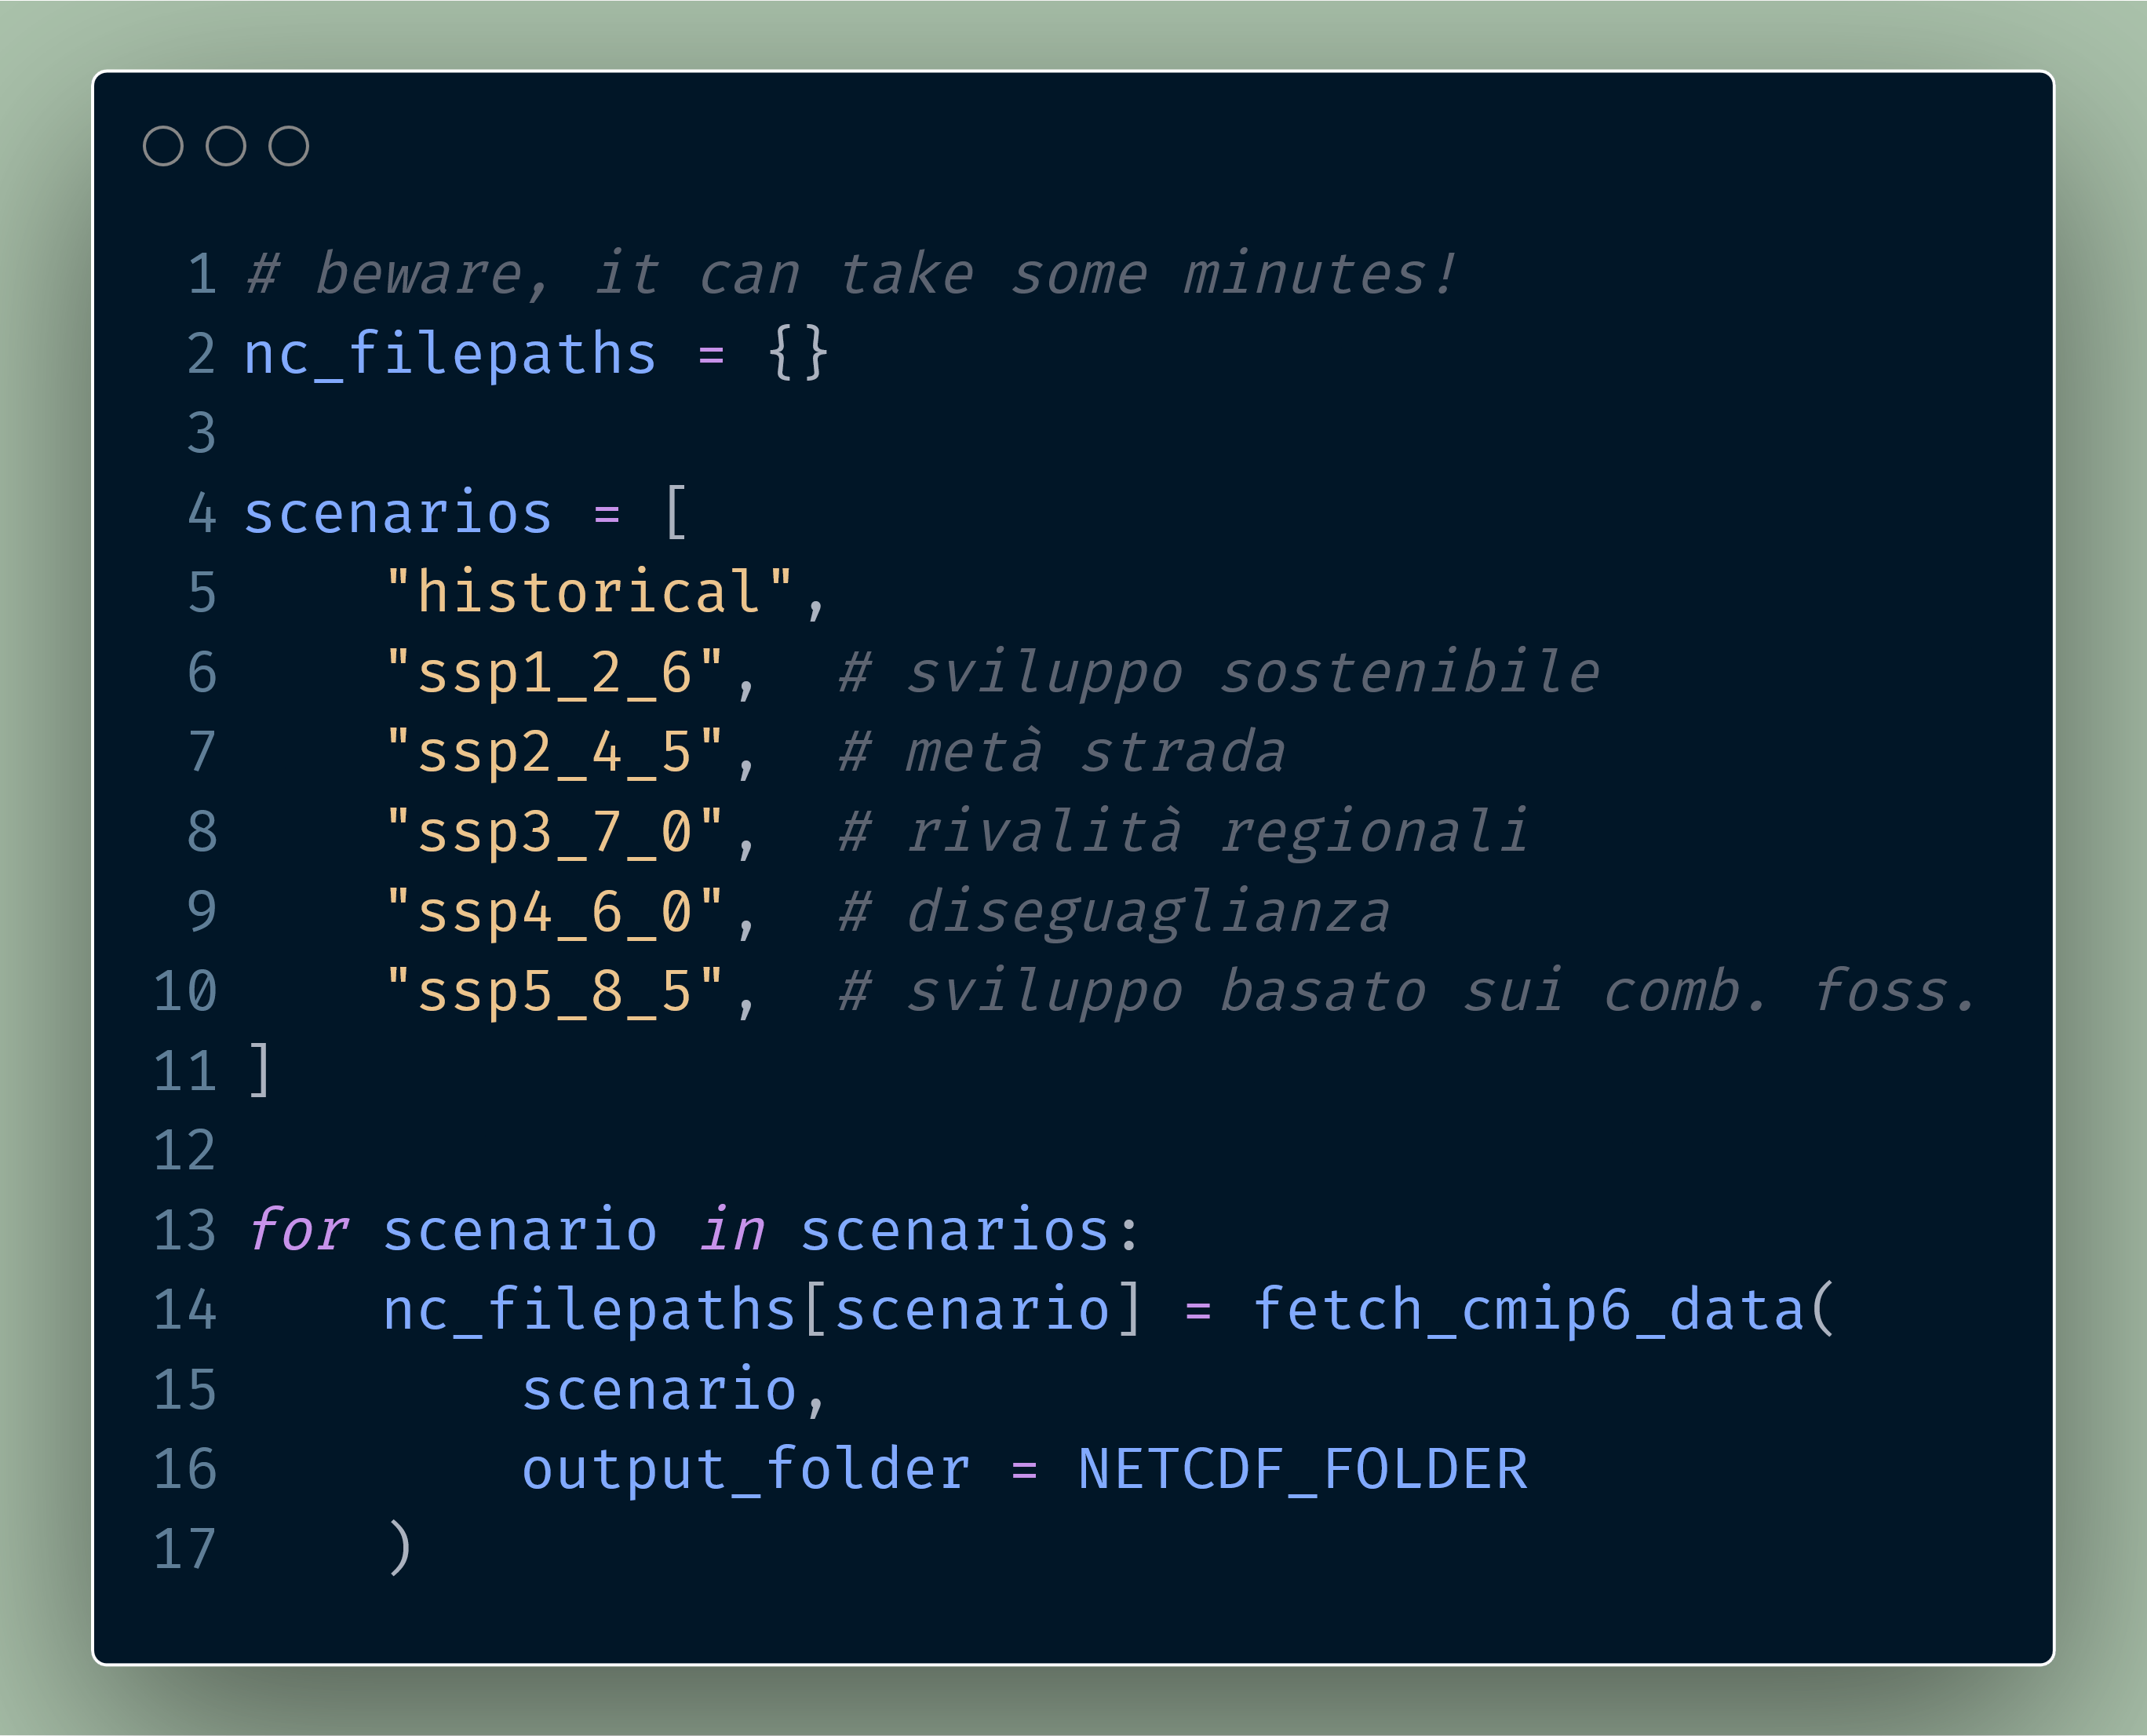 1 # beware, it can take some minutes!
2 nc_filepaths = {}
3
4 scenarios = [
5     "historical",
6     "ssp1_2_6",  # sviluppo sostenibile
7     "ssp2_4_5",  # metà strada
8     "ssp3_7_0",  # rivalità regionali
9     "ssp4_6_0",  # diseguaglianza
10     "ssp5_8_5",  # sviluppo basato sui comb. foss.
11 ]
12
13 for scenario in scenarios:
14     nc_filepaths[scenario] = fetch_cmip6_data(
15         scenario,
16         output_folder = NETCDF_FOLDER
17     )